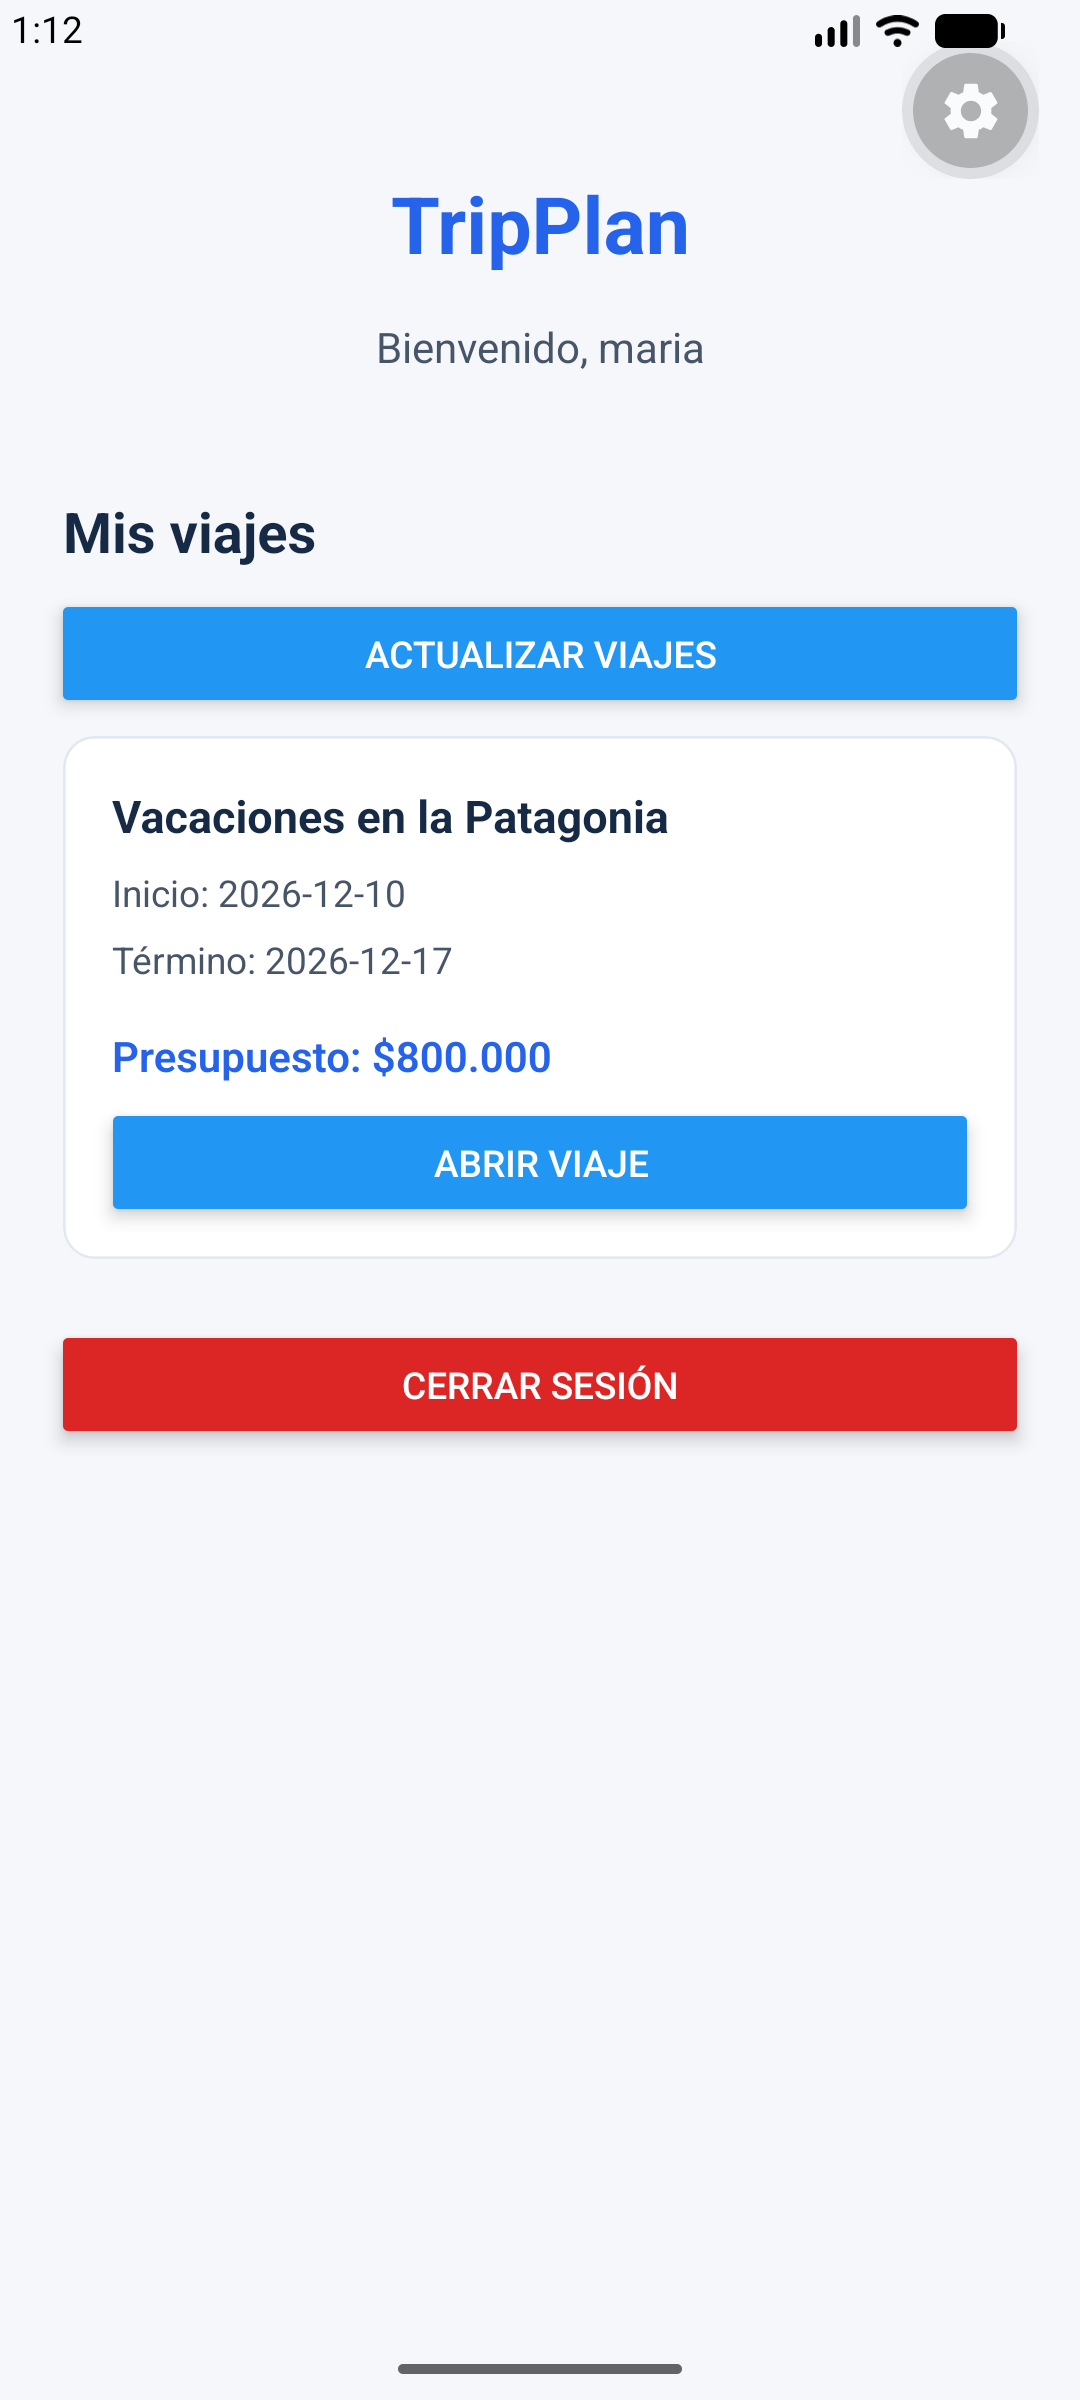 1:12
TripPlan
Bienvenido, maria
Mis viajes
ACTUALIZAR VIAJES
Vacaciones en la Patagonia
Inicio: 2026-12-10
Término: 2026-12-17
Presupuesto: $800.000
ABRIR VIAJE
CERRAR SESIÓN